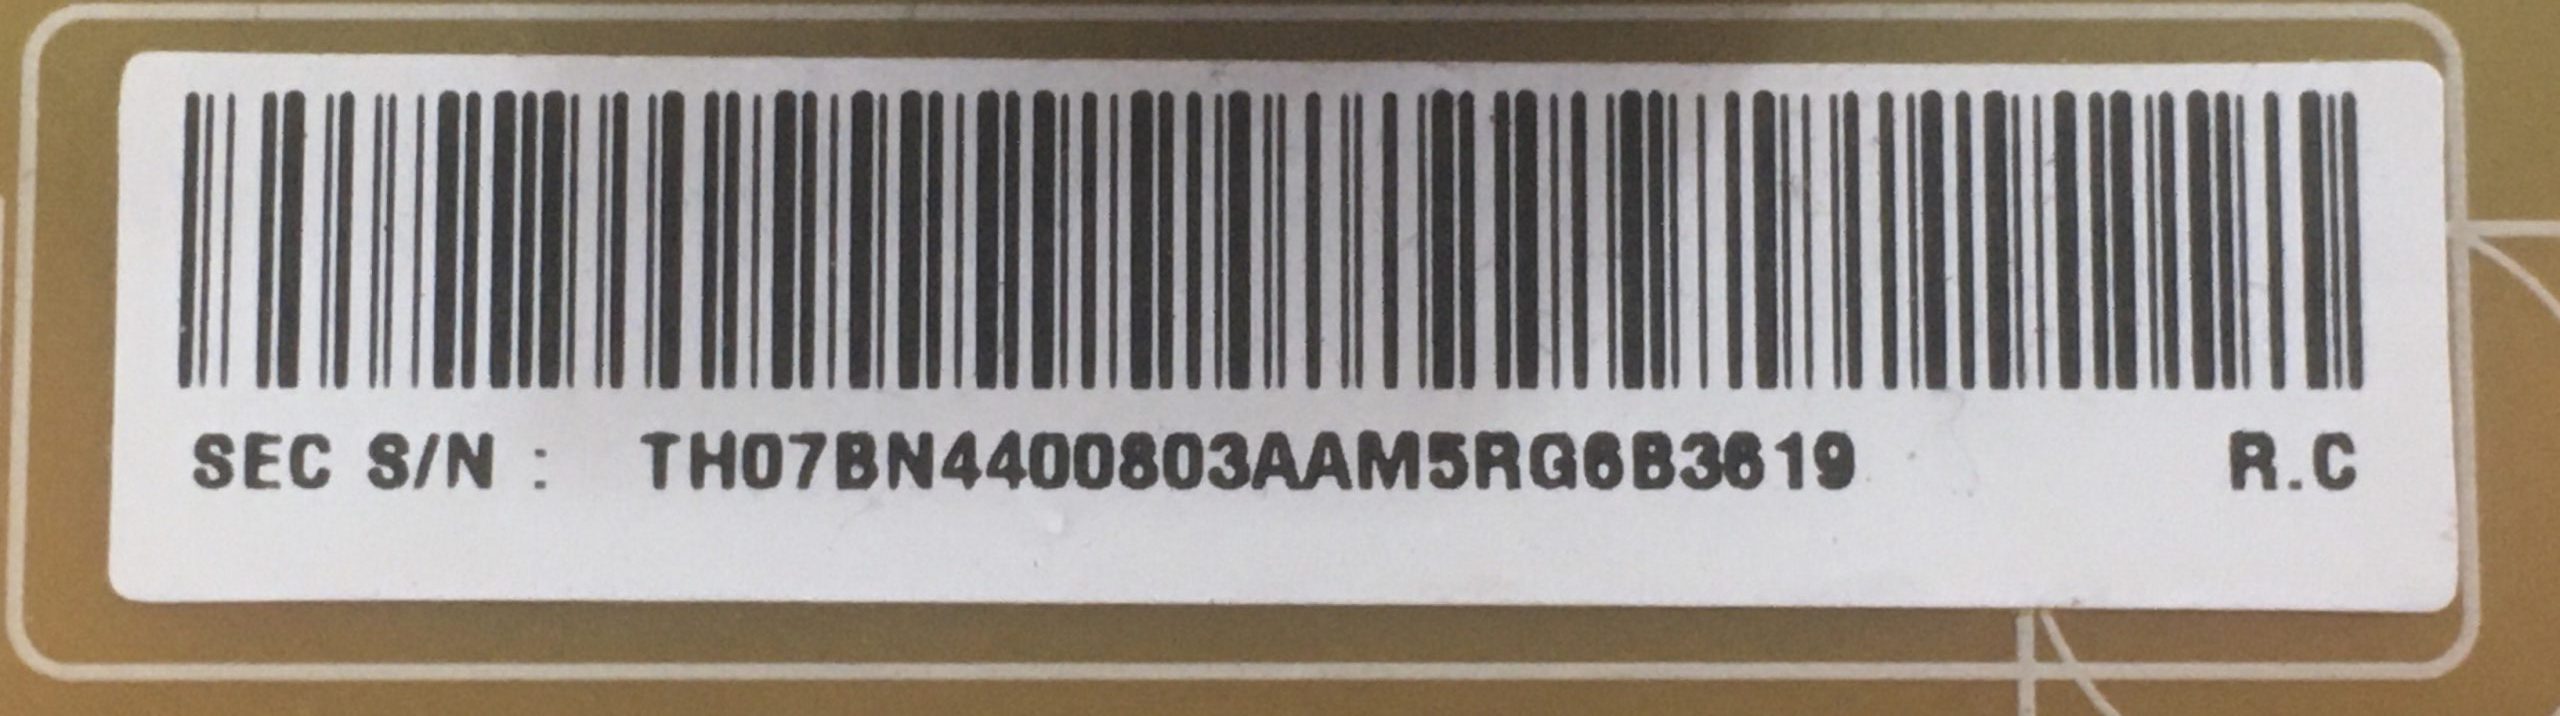 SEC S/N : TH07BN4400803AAM5RG6B3619 R.C